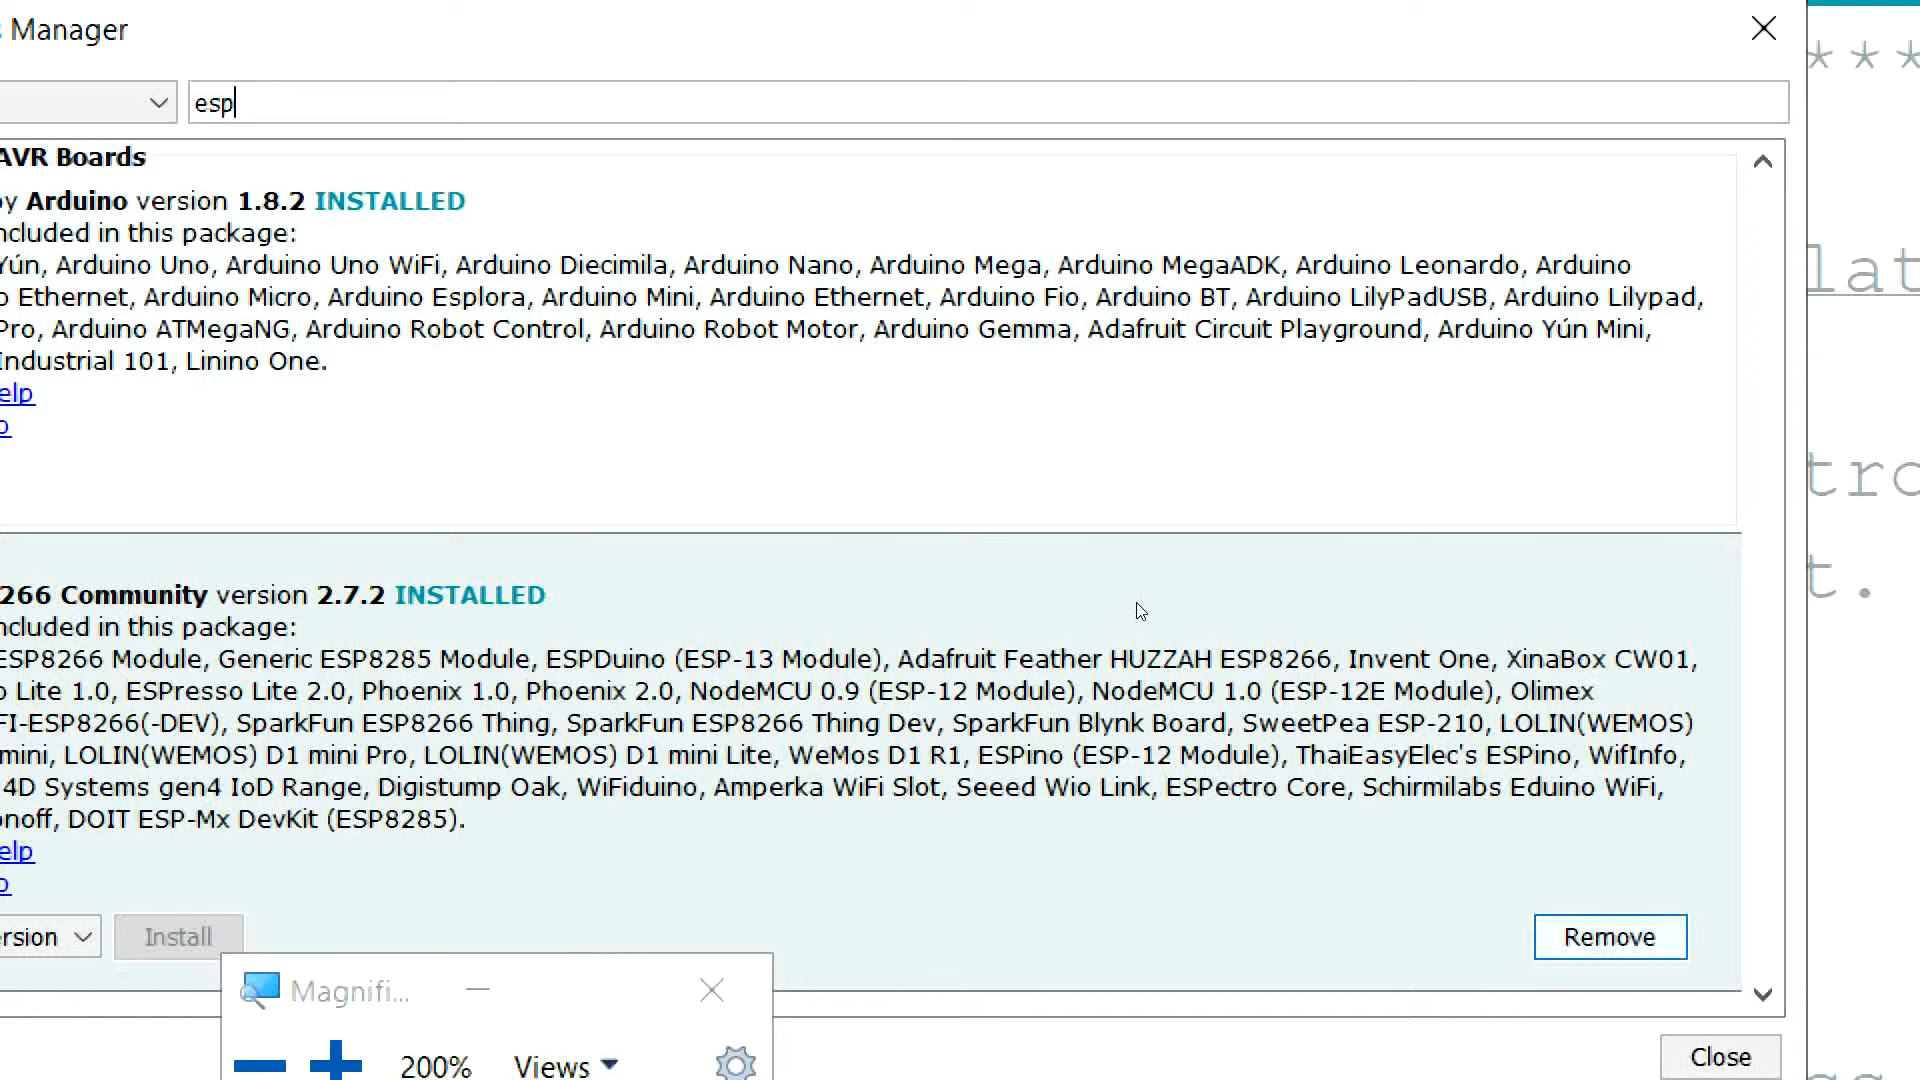 Manager
esp
AVR Boards
by Arduino version 1.8.2 INSTALLED
ncluded in this package:
Yún, Arduino Uno, Arduino Uno WiFi, Arduino Diecimila, Arduino Nano, Arduino Mega, Arduino MegaADK, Arduino Leonardo, Arduino
o Ethernet, Arduino Micro, Arduino Esplora, Arduino Mini, Arduino Ethernet, Arduino Fio, Arduino BT, Arduino LilyPadUSB, Arduino Lilypad,
Pro, Arduino ATMegaNG, Arduino Robot Control, Arduino Robot Motor, Arduino Gemma, Adafruit Circuit Playground, Arduino Yún Mini,
Industrial 101, Linino One.
elp
o
266 Community version 2.7.2 INSTALLED
ncluded in this package:
ESP8266 Module, Generic ESP8285 Module, ESPDuino (ESP-13 Module), Adafruit Feather HUZZAH ESP8266, Invent One, XinaBox CW01,
o Lite 1.0, ESPresso Lite 2.0, Phoenix 1.0, Phoenix 2.0, NodeMCU 0.9 (ESP-12 Module), NodeMCU 1.0 (ESP-12E Module), Olimex
FI-ESP8266(-DEV), SparkFun ESP8266 Thing, SparkFun ESP8266 Thing Dev, SparkFun Blynk Board, SweetPea ESP-210, LOLIN(WEMOS)
mini, LOLIN(WEMOS) D1 mini Pro, LOLIN(WEMOS) D1 mini Lite, WeMos D1 R1, ESPino (ESP-12 Module), ThaiEasyElec's ESPino, WifInfo,
4D Systems gen4 IoD Range, Digistump Oak, WiFiduino, Amperka WiFi Slot, Seeed Wio Link, ESPectro Core, Schirmilabs Eduino WiFi,
onoff, DOIT ESP-Mx DevKit (ESP8285).
elp
o
ersion
Install
Remove
Magnifi...
200%
Views
Close
***
lat
tro
t.